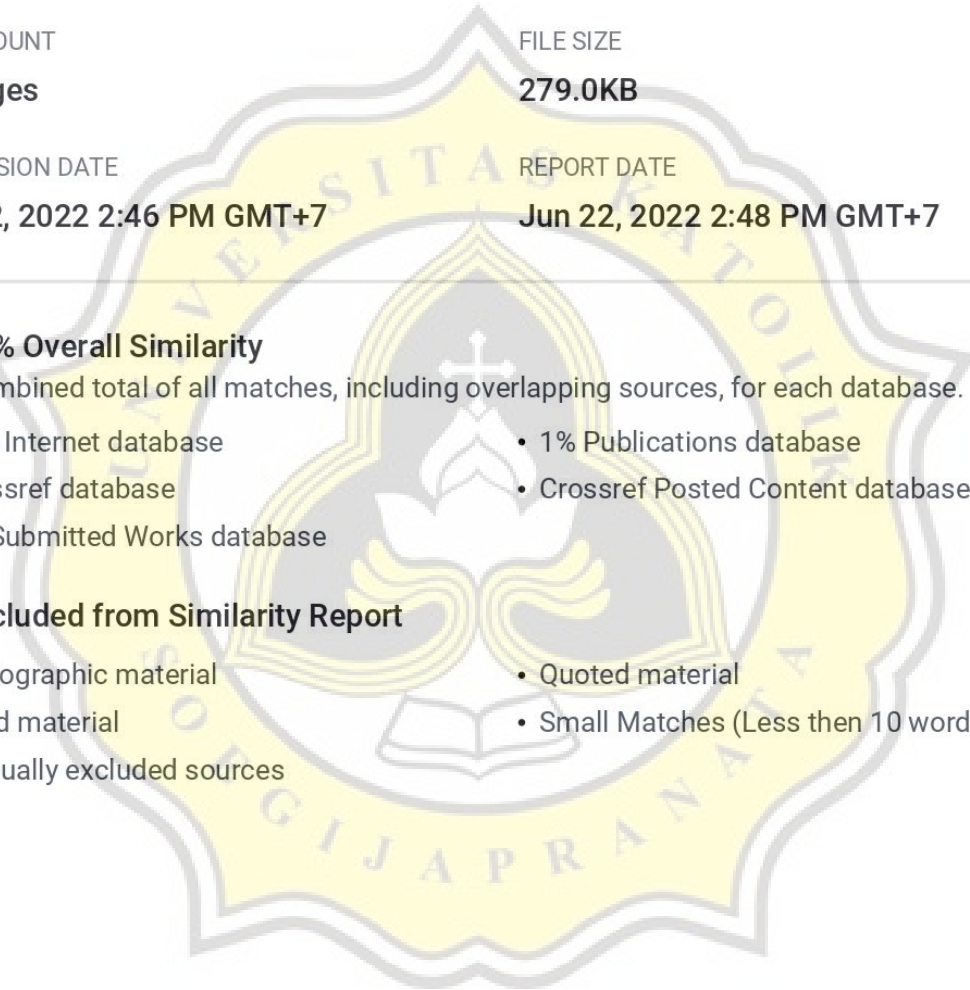 OUNT
FILE SIZE
ges
279.0KB
SION DATE
REPORT DATE
2, 2022 2:46 PM GMT+7
Jun 22, 2022 2:48 PM GMT+7
% Overall Similarity
mbined total of all matches, including overlapping sources, for each database.
Internet database
• 1% Publications database
ssref database
• Crossref Posted Content database
Submitted Works database
cluded from Similarity Report
ographic material
• Quoted material
d material
• Small Matches (Less then 10 word
ually excluded sources
UNIVERSITAS KATOLIK
SOEGIJAPRANATA